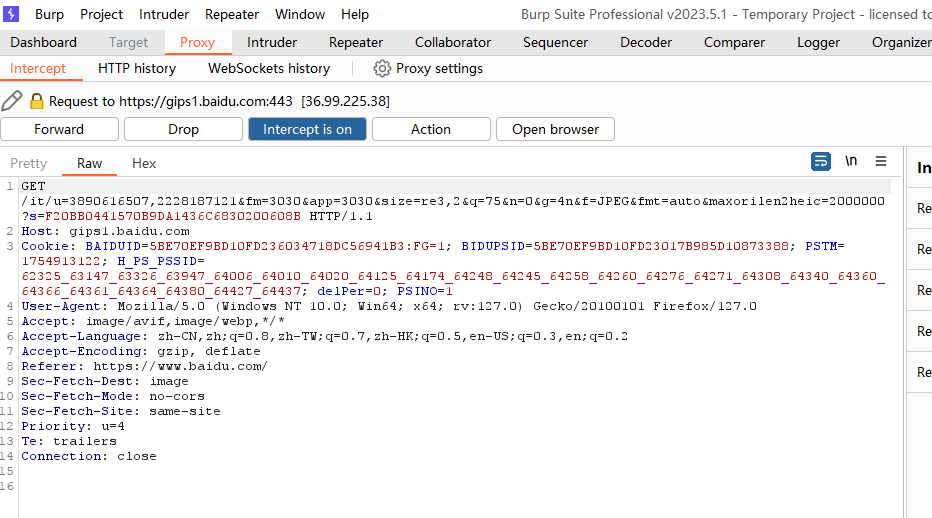 Burp Project Intruder Repeater Window Help Burp Suite Professional v2023.5.1 - Temporary Project - licensed to
Dashboard Target Proxy Intruder Repeater Collaborator Sequencer Decoder Comparer Logger Organizer
Intercept HTTP history WebSockets history Proxy settings
Request to https://gips1.baidu.com:443 [36.99.225.38]
Forward Drop Intercept is on Action Open browser
Pretty Raw Hex \n
In
1 GET
/it/u=3890616507,2228187121&fm=3030&app=3030&size=re3,2&q=75&n=0&g=4n&f=JPEG&fmt=auto&maxorilen2heic=2000000
?s=F20BB0441570B9DA1436C6830200608B HTTP/1.1
2 Host: gips1.baidu.com
3 Cookie: BAIDUID=5BE70EF9BD10FD236034718DC56941B3:FG=1; BIDUPSID=5BE70EF9BD10FD23017B985D10873388; PSTM=
1754913122; H_PS_PSSID=
62325_63147_63326_63947_64006_64010_64020_64125_64174_64248_64245_64258_64260_64276_64271_64308_64340_64360_
64366_64361_64364_64380_64427_64437; delPer=0; PSINO=1
4 User-Agent: Mozilla/5.0 (Windows NT 10.0; Win64; x64; rv:127.0) Gecko/20100101 Firefox/127.0
5 Accept: image/avif,image/webp,*/*
6 Accept-Language: zh-CN,zh;q=0.8,zh-TW;q=0.7,zh-HK;q=0.5,en-US;q=0.3,en;q=0.2
7 Accept-Encoding: gzip, deflate
8 Referer: https://www.baidu.com/
9 Sec-Fetch-Dest: image
10 Sec-Fetch-Mode: no-cors
11 Sec-Fetch-Site: same-site
12 Priority: u=4
13 Te: trailers
14 Connection: close
15
16
Re
Re
Re
Re
Re